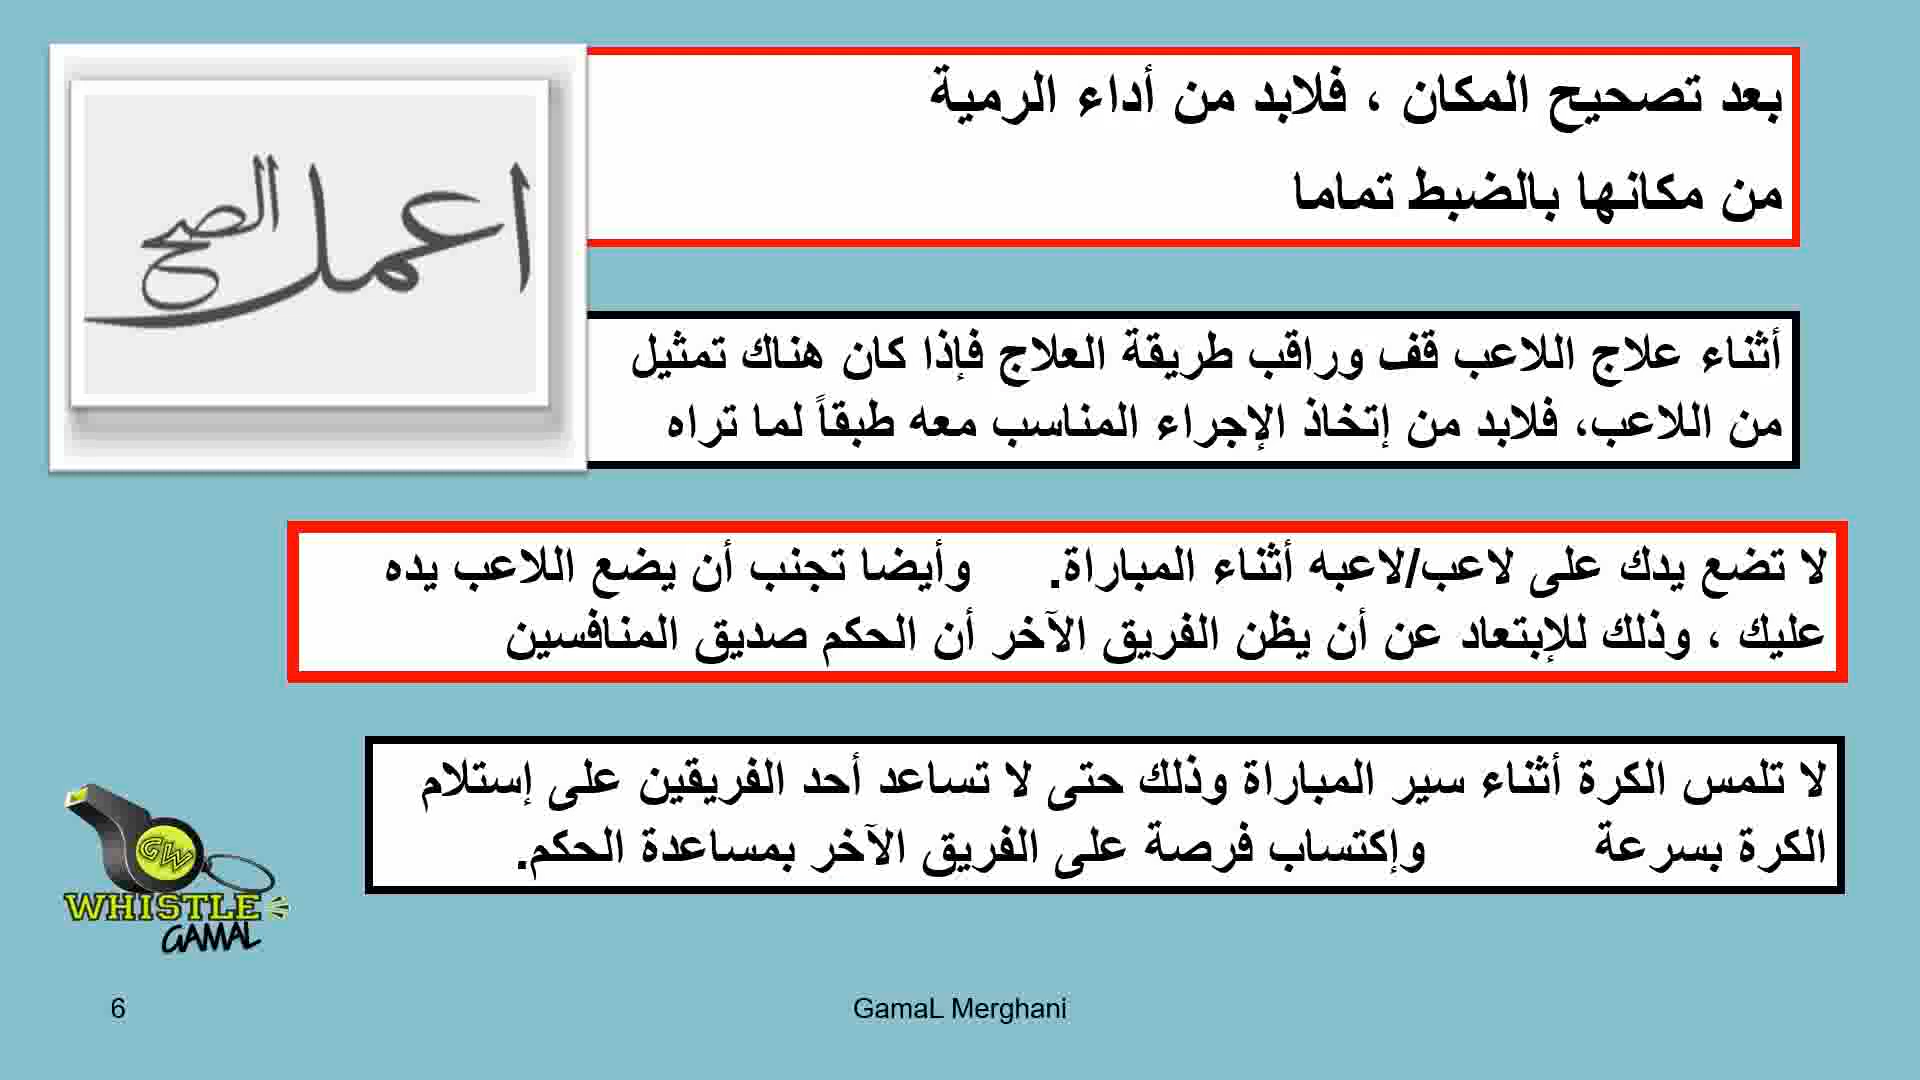 بعد تصحيح المكان ، فلابد من أداء الرمية
من مكانها بالضبط تماما
اعمل الصح
أثناء علاج اللاعب قف وراقب طريقة العلاج فإذا كان هناك تمثيل
من اللاعب، فلابد من إتخاذ الإجراء المناسب معه طبقاً لما تراه
لا تضع يدك على لاعب/لاعبه أثناء المباراة. وأيضا تجنب أن يضع اللاعب يده
عليك ، وذلك للإبتعاد عن أن يظن الفريق الآخر أن الحكم صديق المنافسين
لا تلمس الكرة أثناء سير المباراة وذلك حتى لا تساعد أحد الفريقين على إستلام
الكرة بسرعة وإكتساب فرصة على الفريق الآخر بمساعدة الحكم.
GW
WHISTLE
GAMAL
6
GamaL Merghani